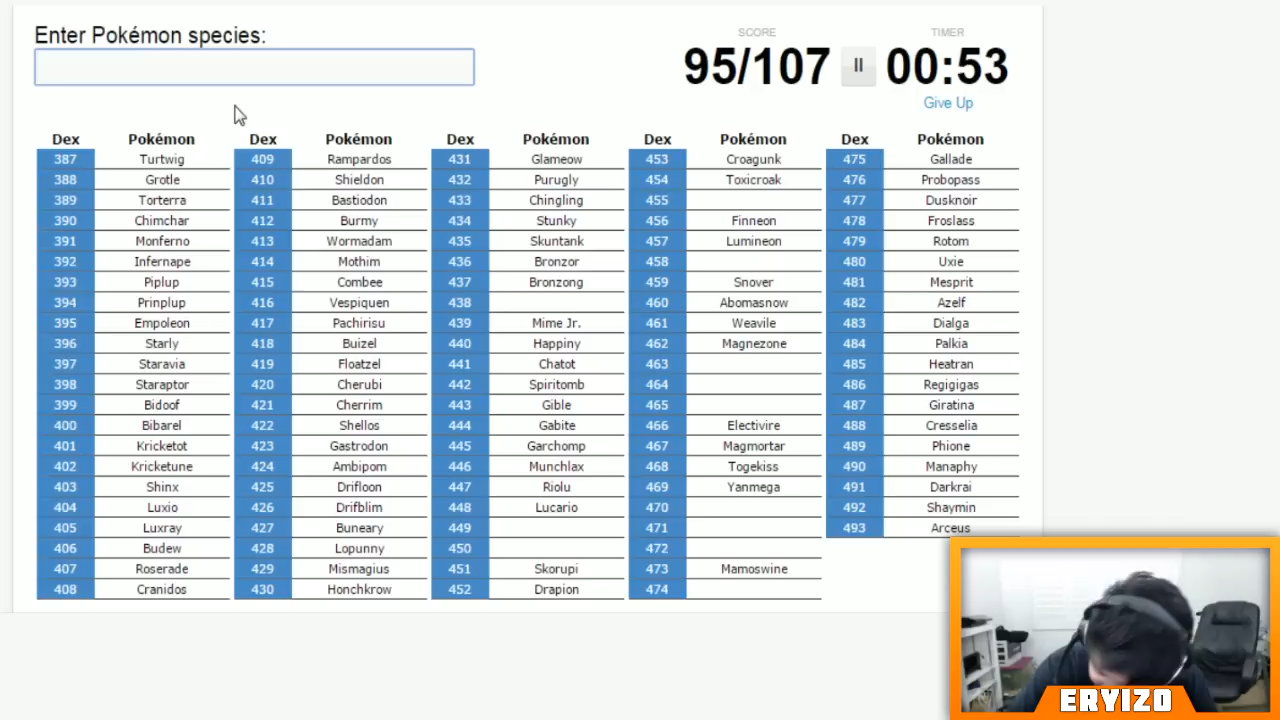 Enter Pokémon species:
SCORE
95/107
TIMER
00:53
Give Up
Dex Pokémon Dex Pokémon Dex Pokémon Dex Pokémon Dex Pokémon
387 Turtwig 409 Rampardos 431 Glameow 453 Croagunk 475 Gallade
388 Grotle 410 Shieldon 432 Purugly 454 Toxicroak 476 Probopass
389 Torterra 411 Bastiodon 433 Chingling 455 477 Dusknoir
390 Chimchar 412 Burmy 434 Stunky 456 Finneon 478 Froslass
391 Monferno 413 Wormadam 435 Skuntank 457 Lumineon 479 Rotom
392 Infernape 414 Mothim 436 Bronzor 458 480 Uxie
393 Piplup 415 Combee 437 Bronzong 459 Snover 481 Mesprit
394 Prinplup 416 Vespiquen 438 460 Abomasnow 482 Azelf
395 Empoleon 417 Pachirisu 439 Mime Jr. 461 Weavile 483 Dialga
396 Starly 418 Buizel 440 Happiny 462 Magnezone 484 Palkia
397 Staravia 419 Floatzel 441 Chatot 463 485 Heatran
398 Staraptor 420 Cherubi 442 Spiritomb 464 486 Regigigas
399 Bidoof 421 Cherrim 443 Gible 465 487 Giratina
400 Bibarel 422 Shellos 444 Gabite 466 Electivire 488 Cresselia
401 Kricketot 423 Gastrodon 445 Garchomp 467 Magmortar 489 Phione
402 Kricketune 424 Ambipom 446 Munchlax 468 Togekiss 490 Manaphy
403 Shinx 425 Drifloon 447 Riolu 469 Yanmega 491 Darkrai
404 Luxio 426 Drifblim 448 Lucario 470 492 Shaymin
405 Luxray 427 Buneary 449 471 493 Arceus
406 Budew 428 Lopunny 450 472
407 Roserade 429 Mismagius 451 Skorupi 473 Mamoswine
408 Cranidos 430 Honchkrow 452 Drapion 474
ERYIZO